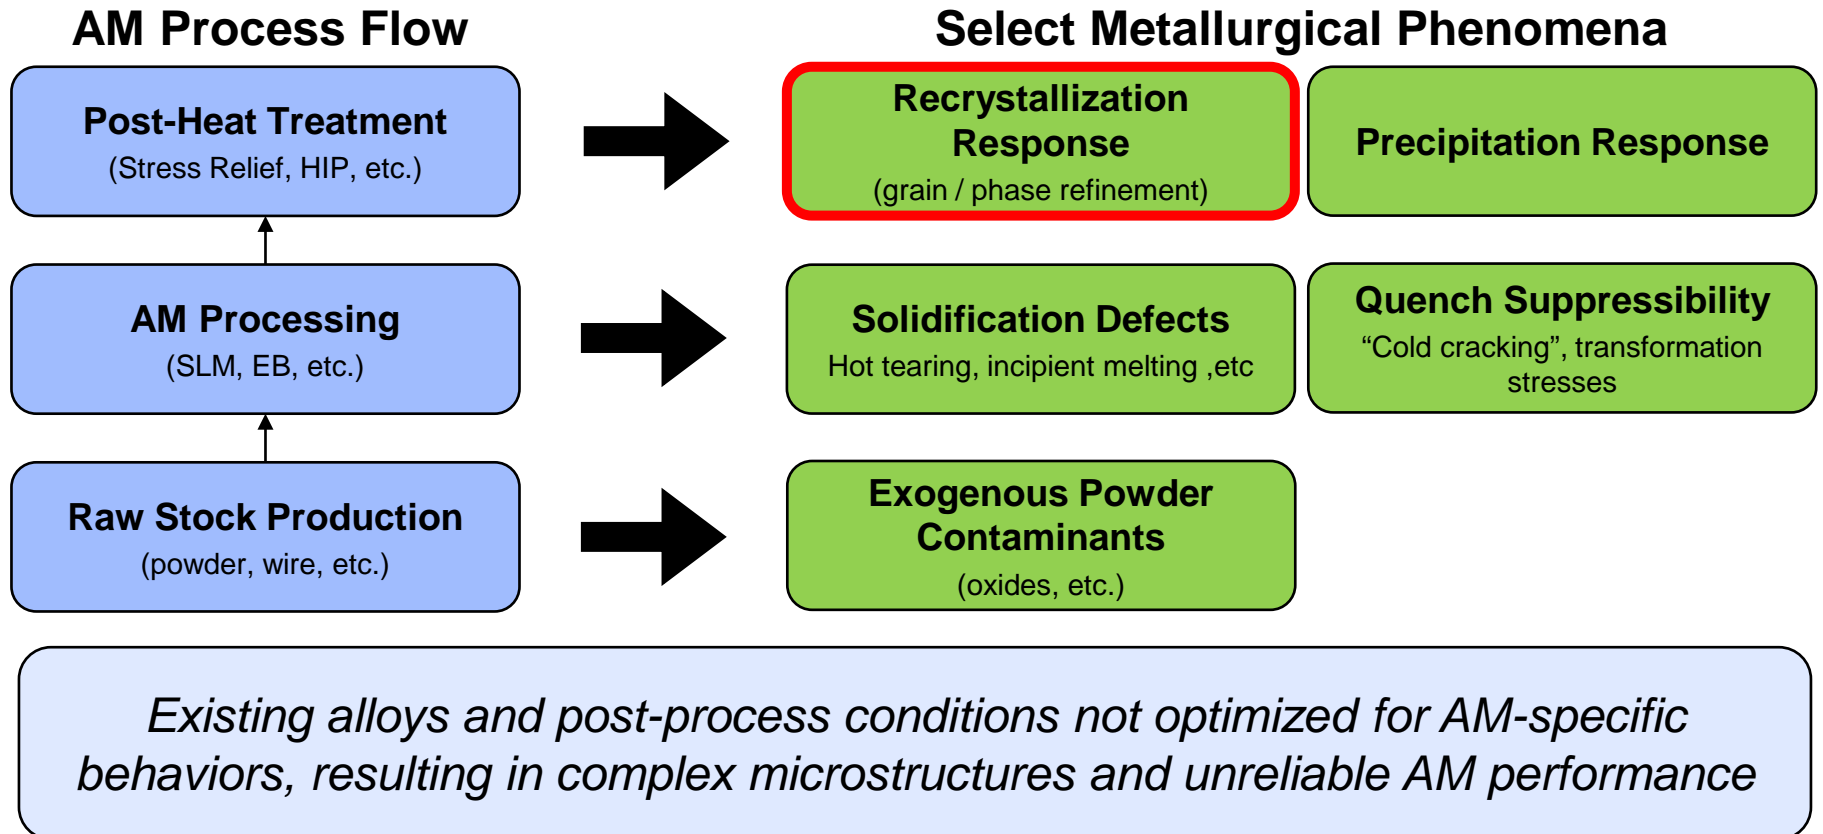 AM Process Flow
Select Metallurgical Phenomena
Post-Heat Treatment
(Stress Relief, HIP, etc.)
Recrystallization
Response
(grain / phase refinement)
Precipitation Response
AM Processing
(SLM, EB, etc.)
Solidification Defects
Hot tearing, incipient melting ,etc
Quench Suppressibility
“Cold cracking”, transformation
stresses
Raw Stock Production
(powder, wire, etc.)
Exogenous Powder
Contaminants
(oxides, etc.)
Existing alloys and post-process conditions not optimized for AM-specific
behaviors, resulting in complex microstructures and unreliable AM performance